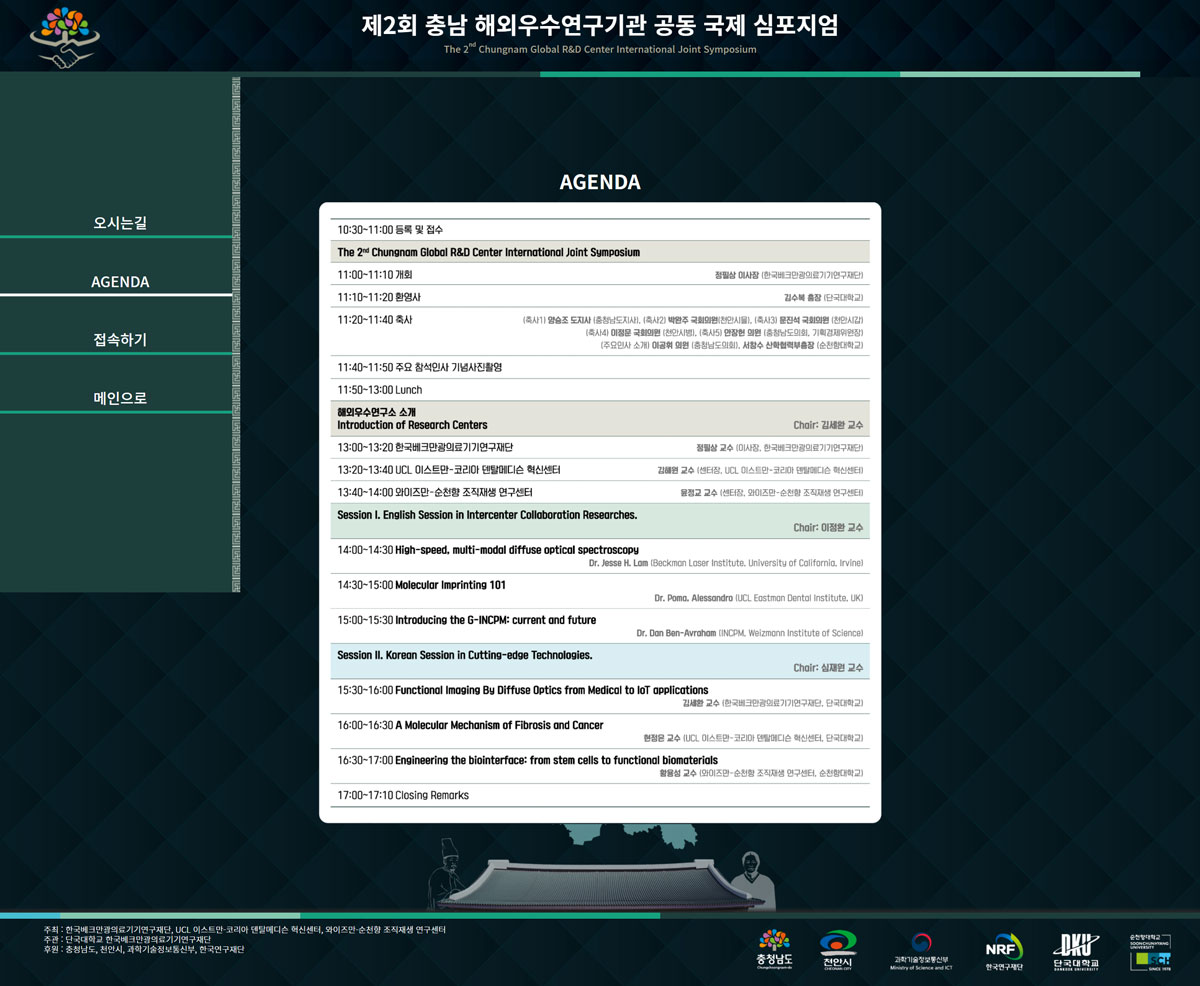 제2회 충남 해외우수연구기관 공동 국제 심포지엄
The 2nd Chungnam Global R&D Center International Joint Symposium
오시는길
AGENDA
접속하기
메인으로
AGENDA
10:30~11:00 등록 및 접수
The 2nd Chungnam Global R&D Center International Joint Symposium
11:00~11:10 개회 정필상 이사장 (한국베크만광의료기기연구재단)
11:10~11:20 환영사 김수복 총장 (단국대학교)
11:20~11:40 축사 (축사1) 양승조 도지사 (충청남도지사), (축사2) 박완주 국회의원(천안시을), (축사3) 문진석 국회의원 (천안시갑)
(축사4) 이정문 국회의원 (천안시병), (축사5) 안장헌 의원 (충청남도의회, 기획경제위원장)
(주요인사 소개) 이공휘 의원 (충청남도의회), 서창수 산학협력부총장 (순천향대학교)
11:40~11:50 주요 참석인사 기념사진촬영
11:50~13:00 Lunch
해외우수연구소 소개
Introduction of Research Centers Chair: 김세환 교수
13:00~13:20 한국베크만광의료기기연구재단 정필상 교수 (이사장, 한국베크만광의료기기연구재단)
13:20~13:40 UCL 이스트만-코리아 덴탈메디슨 혁신센터 김해원 교수 (센터장, UCL 이스트만-코리아 덴탈메디슨 혁신센터)
13:40~14:00 와이즈만-순천향 조직재생 연구센터 윤정교 교수 (센터장, 와이즈만-순천향 조직재생 연구센터)
Session I. English Session in Intercenter Collaboration Researches.
Chair: 이정환 교수
14:00~14:30 High-speed, multi-modal diffuse optical spectroscopy
Dr. Jesse H. Lam (Beckman Laser Institute, University of California, Irvine)
14:30~15:00 Molecular Imprinting 101
Dr. Poma, Alessandro (UCL Eastman Dental Institute, UK)
15:00~15:30 Introducing the G-INCPM: current and future
Dr. Dan Ben-Avraham (INCPM, Weizmann Institute of Science)
Session II. Korean Session in Cutting-edge Technologies.
Chair: 심재원 교수
15:30~16:00 Functional Imaging By Diffuse Optics from Medical to IoT applications
김세환 교수 (한국베크만광의료기기연구재단, 단국대학교)
16:00~16:30 A Molecular Mechanism of Fibrosis and Cancer
현정은 교수 (UCL 이스트만-코리아 덴탈메디슨 혁신센터, 단국대학교)
16:30~17:00 Engineering the biointerface: from stem cells to functional biomaterials
황용성 교수 (와이즈만-순천향 조직재생 연구센터, 순천향대학교)
17:00~17:10 Closing Remarks
주최 : 한국베크만광의료기기연구재단, UCL 이스트만-코리아 덴탈메디슨 혁신센터, 와이즈만-순천향 조직재생 연구센터
주관 : 단국대학교 한국베크만광의료기기연구재단
후원 : 충청남도, 천안시, 과학기술정보통신부, 한국연구재단
충청남도
Chungcheongnam-do
천안시
CHEONAN CITY
과학기술정보통신부
Ministry of Science and ICT
NRF
한국연구재단
DKU
단국대학교
DANKOOK UNIVERSITY
순천향대학교
SOONCHUNHYANG
UNIVERSITY
SCH
SINCE 1978